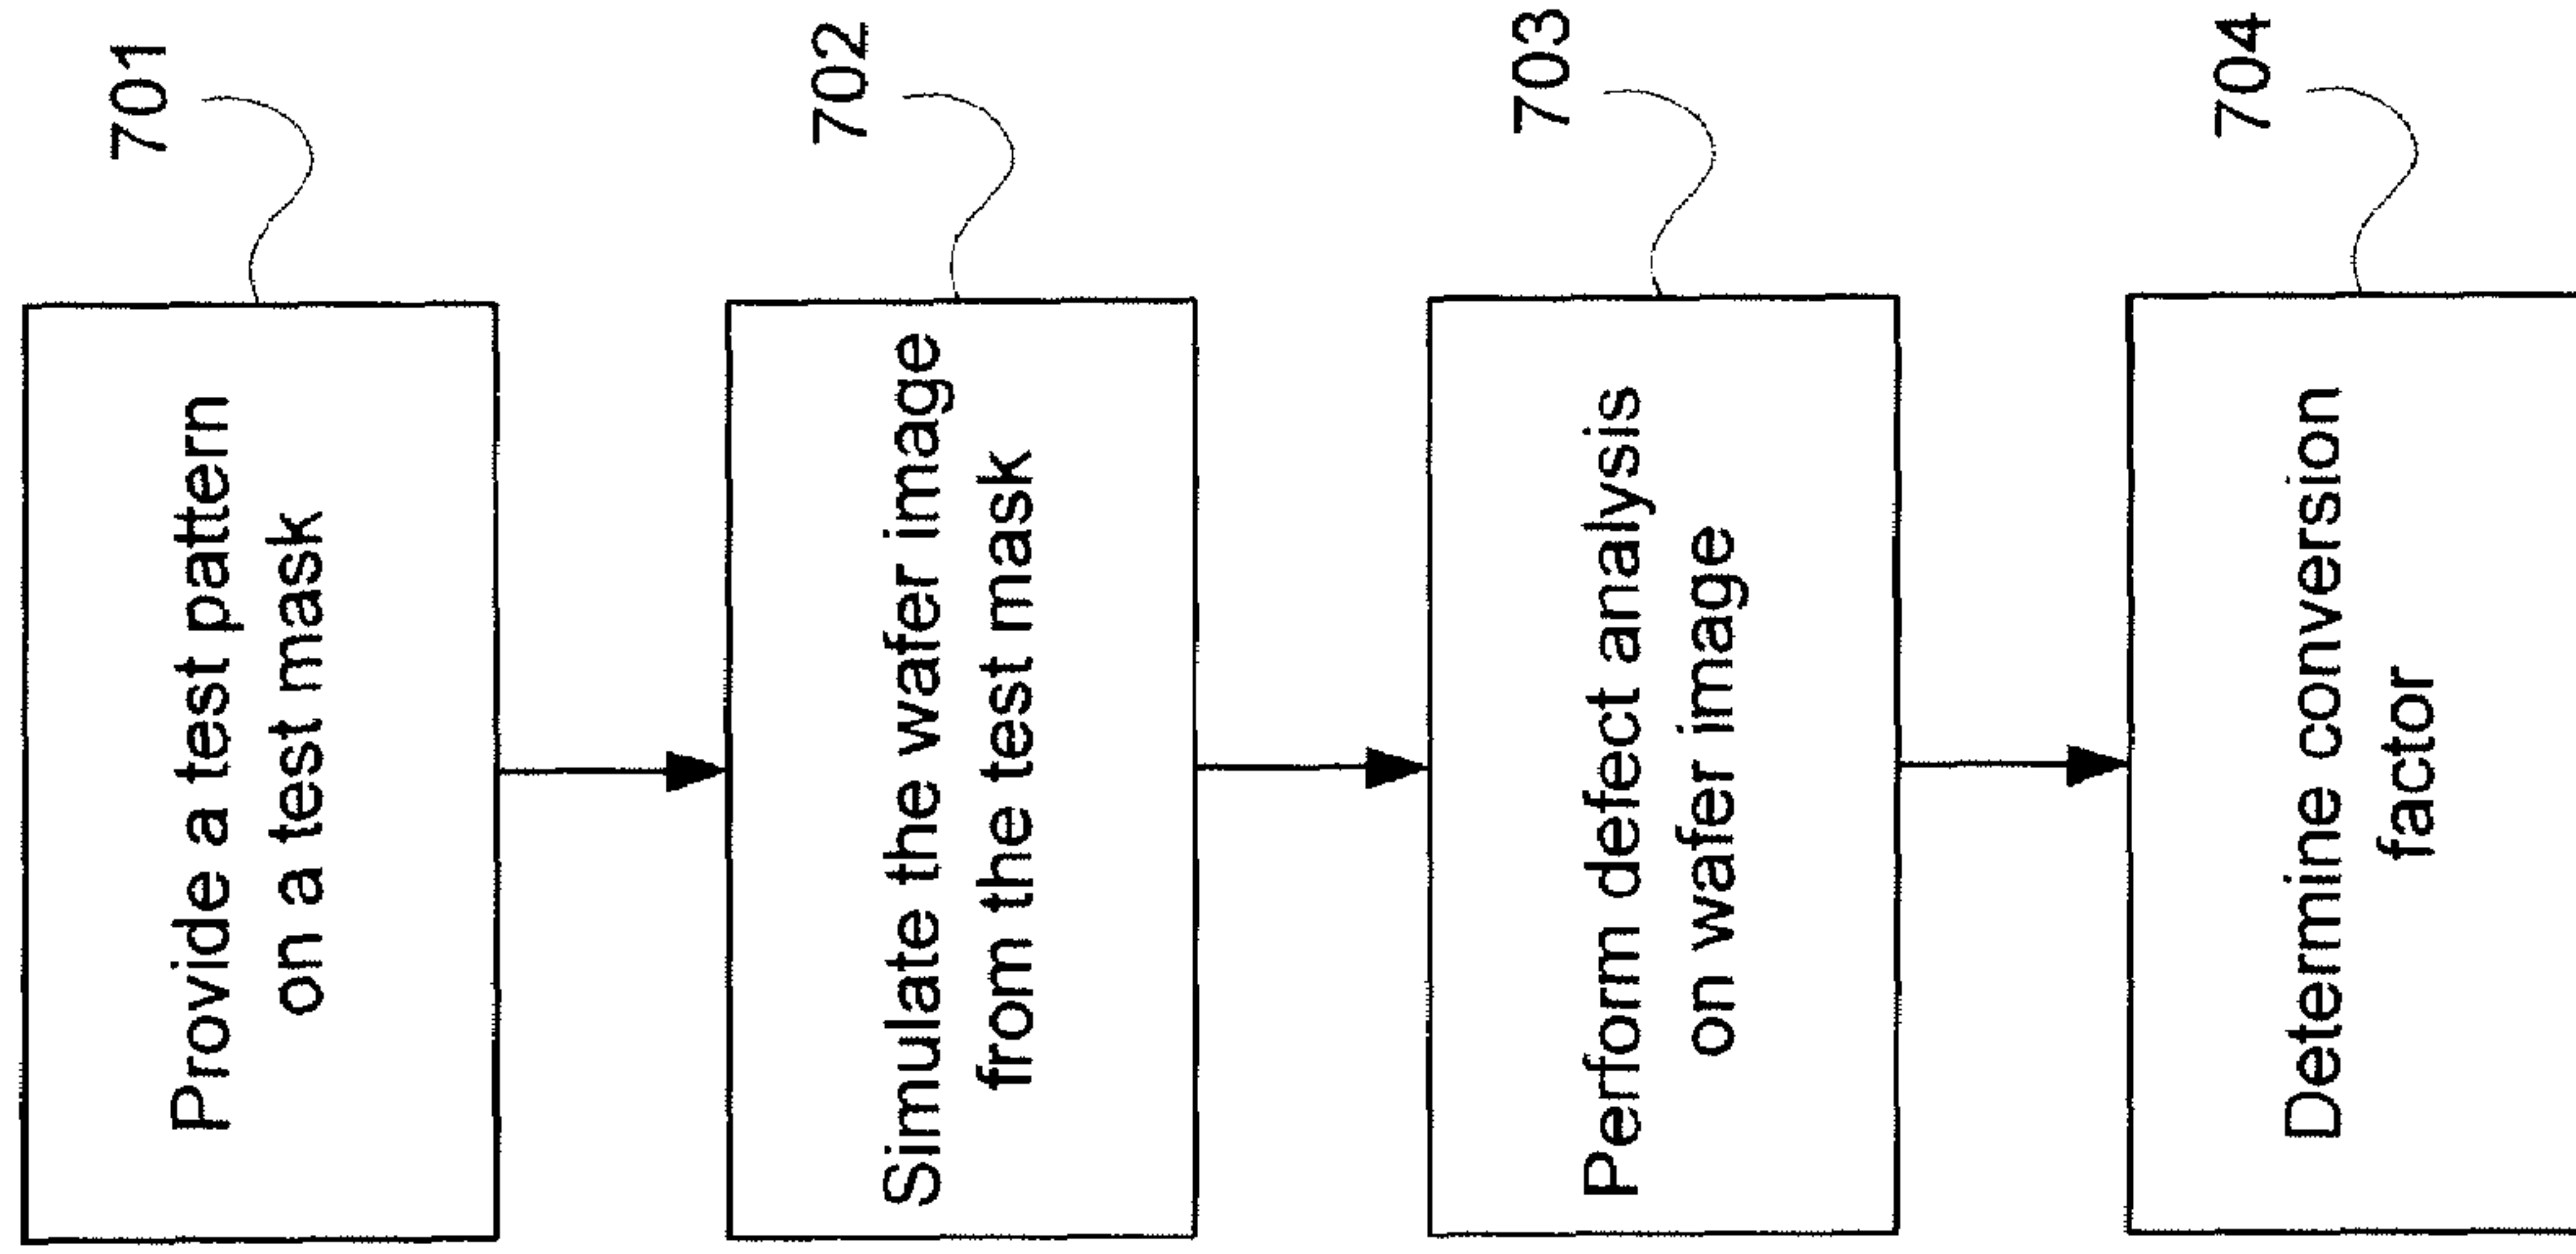 701
Provide a test pattern
on a test mask
702
Simulate the wafer image
from the test mask
703
Perform defect analysis
on wafer image
704
Determine conversion
factor